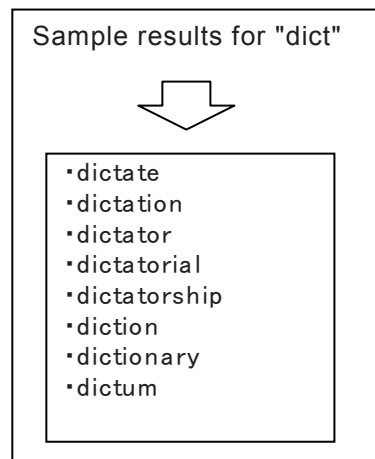 Sample results for "dict"
・dictate
・dictation
・dictator
・dictatorial
・dictatorship
・diction
・dictionary
・dictum